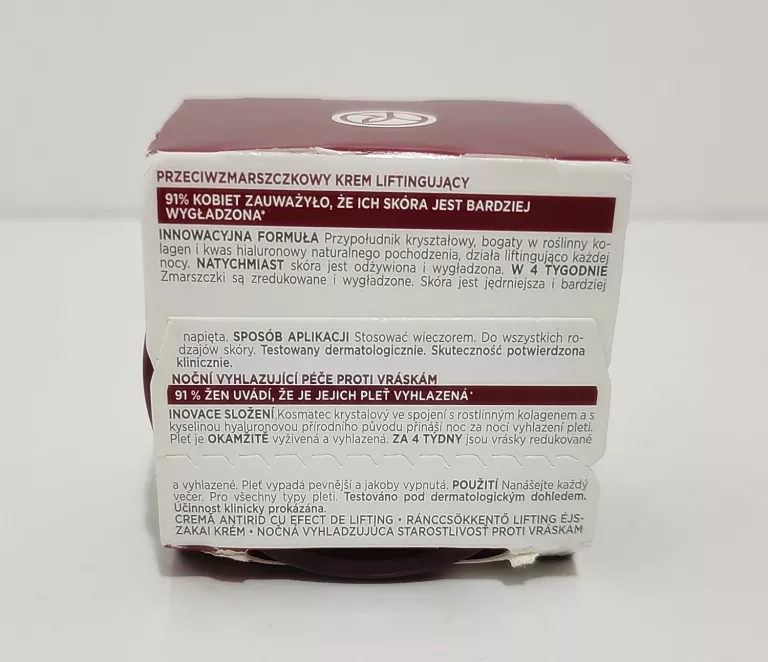 PRZECIWZMARSZCZKOWY KREM LIFTINGUJĄCY
91% KOBIET ZAUWAŻYŁO, ŻE ICH SKÓRA JEST BARDZIEJ
WYGŁADZONA*
INNOWACYJNA FORMUŁA Przypołudnik kryształowy, bogaty w roślinny ko-
lagen i kwas hialuronowy naturalnego pochodzenia, działa liftingująco każdej
nocy. NATYCHMIAST skóra jest odżywiona i wygładzona. W 4 TYGODNIE
Zmarszczki są zredukowane i wygładzone. Skóra jest jędrniejsza i bardziej
napięta. SPOSÓB APLIKACJI Stosować wieczorem. Do wszystkich ro-
dzajów skóry. Testowany dermatologicznie. Skuteczność potwierdzona
klinicznie.
NOČNÍ VYHLAZUJÍCÍ PÉČE PROTI VRÁSKÁM
91 % ŽEN UVÁDÍ, ŽE JE JEJICH PLEŤ VYHLAZENÁ*
INOVACE SLOŽENÍ Kosmatec krystalový ve spojení s rostlinným kolagenem a s
kyselinou hyaluronovou přírodního původu přináší noc za nocí vyhlazení pleti.
Pleť je OKAMŽITĚ vyživená a vyhlazená. ZA 4 TÝDNY jsou vrásky redukované
a vyhlazené. Pleť vypadá pevnější a jakoby vypnutá. POUŽITÍ Nanášejte každý
večer. Pro všechny typy pleti. Testováno pod dermatologickým dohledem.
Účinnost klinicky prokázána.
CREMĂ ANTIRID CU EFECT DE LIFTING • RÁNCCSÖKKENTŐ LIFTING ÉJS-
ZAKAI KRÉM • NOČNÁ VYHLADZUJÚCA STAROSTLIVOSŤ PROTI VRÁSKAM